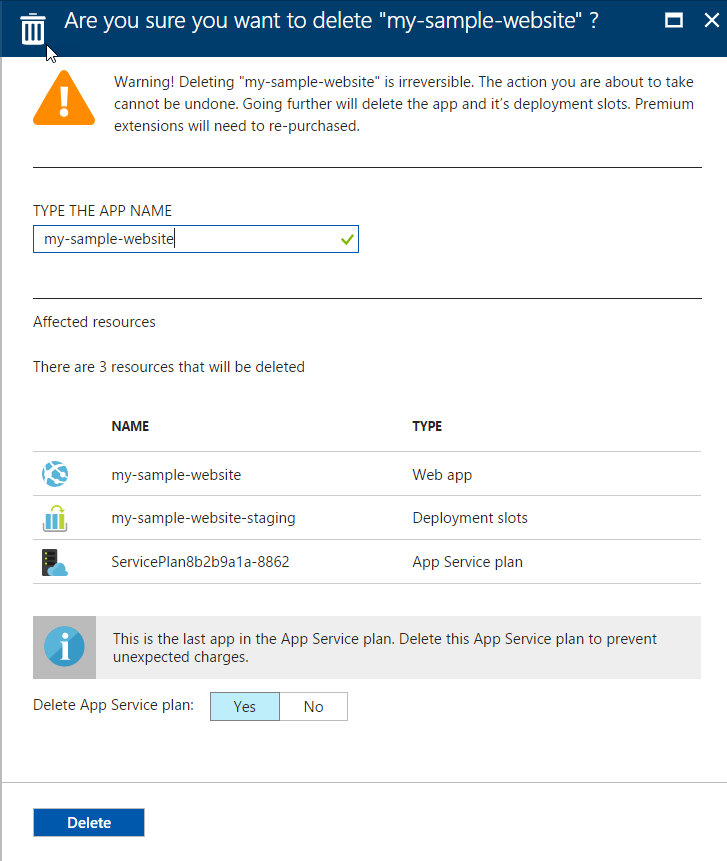 Are you sure you want to delete "my-sample-website" ?
Warning! Deleting "my-sample-website" is irreversible. The action you are about to take
cannot be undone. Going further will delete the app and it's deployment slots. Premium
extensions will need to re-purchased.
TYPE THE APP NAME
my-sample-website
Affected resources
There are 3 resources that will be deleted
NAME TYPE
my-sample-website Web app
my-sample-website-staging Deployment slots
ServicePlan8b2b9a1a-8862 App Service plan
This is the last app in the App Service plan. Delete this App Service plan to prevent
unexpected charges.
Delete App Service plan: Yes No
Delete